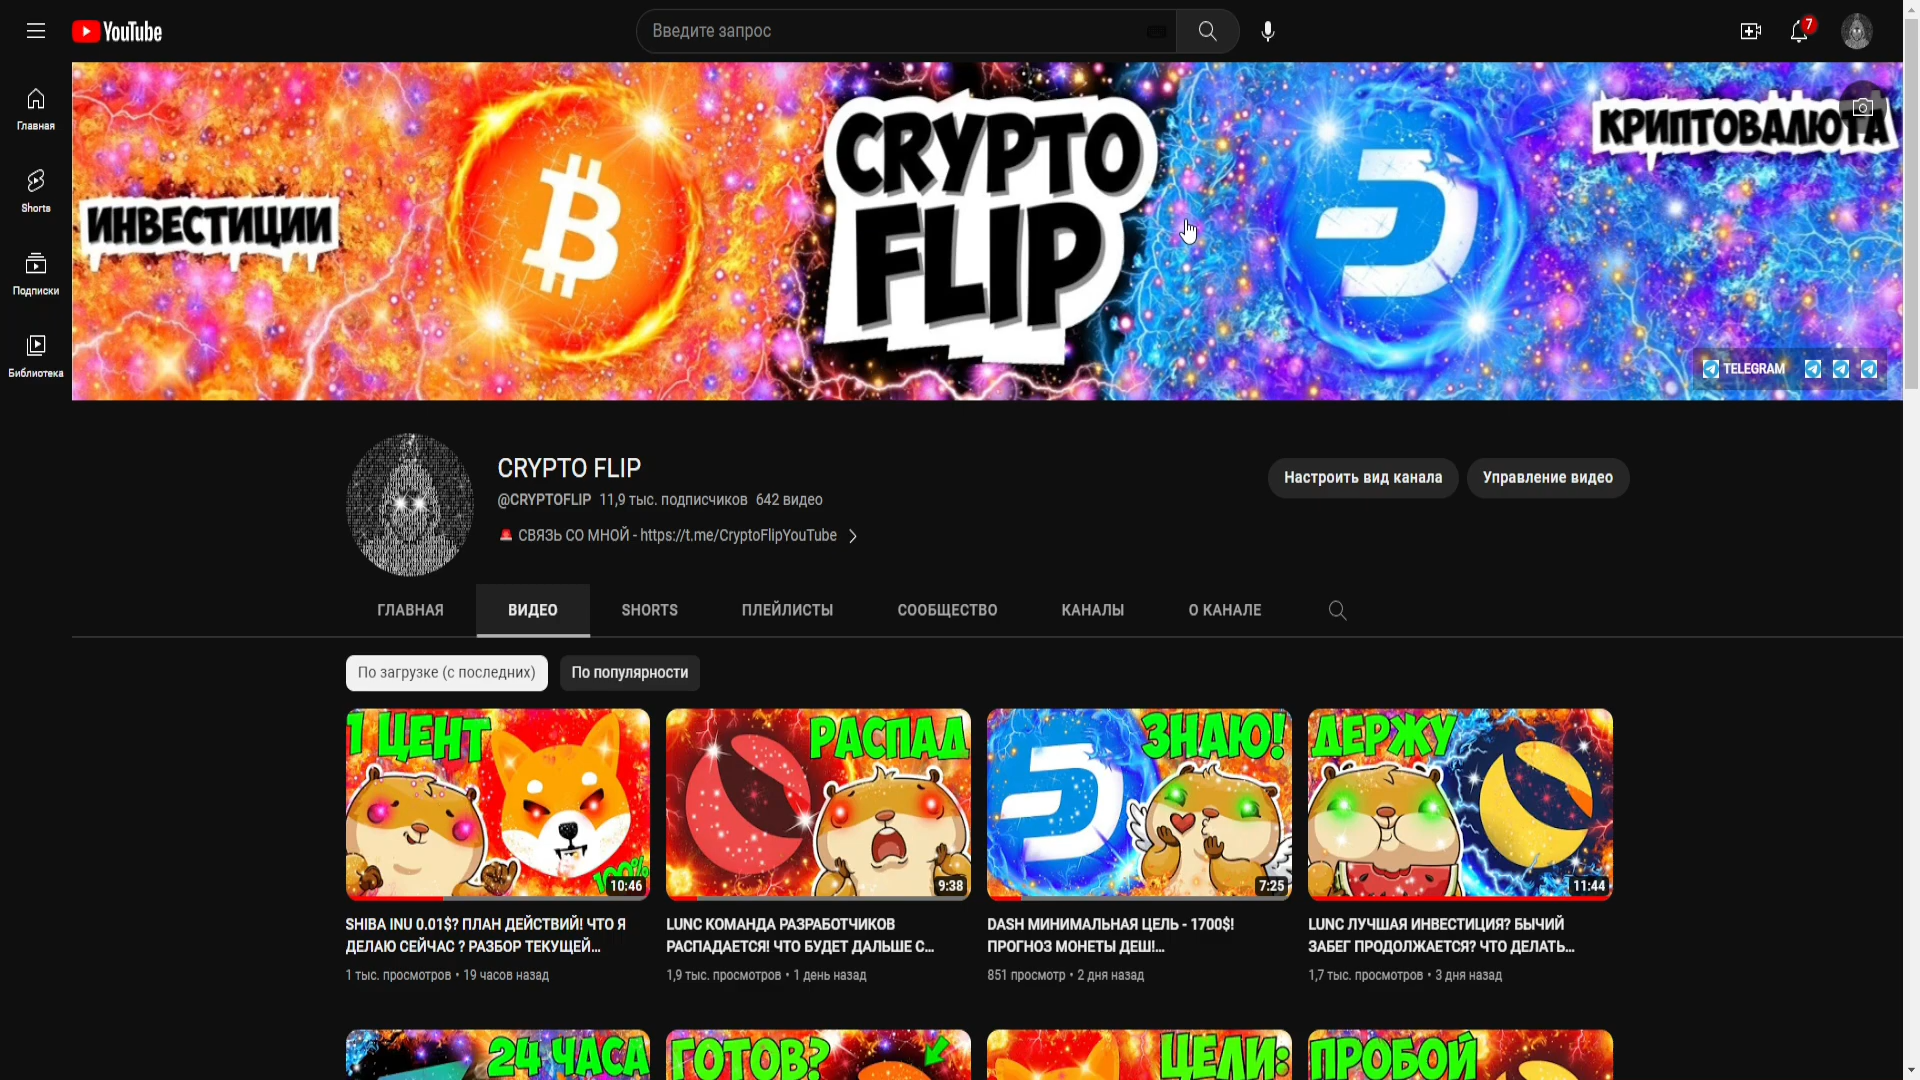 YouTube
Введите запрос
7
Главная
Shorts
Подписки
Библиотека
ИНВЕСТИЦИИ
CRYPTO
FLIP
КРИПТОВАЛЮТА
TELEGRAM
CRYPTO FLIP
@CRYPTOFLIP 11,9 тыс. подписчиков 642 видео
СВЯЗЬ СО МНОЙ - https://t.me/CryptoFlipYouTube
Настроить вид канала
Управление видео
ГЛАВНАЯ ВИДЕО SHORTS ПЛЕЙЛИСТЫ СООБЩЕСТВО КАНАЛЫ О КАНАЛЕ
По загрузке (с последних) По популярности
1 ЦЕНТ
100%
10:46
SHIBA INU 0.01$? ПЛАН ДЕЙСТВИЙ! ЧТО Я
ДЕЛАЮ СЕЙЧАС ? РАЗБОР ТЕКУЩЕЙ...
1 тыс. просмотров • 19 часов назад
РАСПАД
9:38
LUNC КОМАНДА РАЗРАБОТЧИКОВ
РАСПАДАЕТСЯ! ЧТО БУДЕТ ДАЛЬШЕ С...
1,9 тыс. просмотров • 1 день назад
ЗНАЮ!
7:25
DASH МИНИМАЛЬНАЯ ЦЕЛЬ - 1700$!
ПРОГНОЗ МОНЕТЫ ДЕШ!...
851 просмотр • 2 дня назад
ДЕРЖУ
11:44
LUNC ЛУЧШАЯ ИНВЕСТИЦИЯ? БЫЧИЙ
ЗАБЕГ ПРОДОЛЖАЕТСЯ? ЧТО ДЕЛАТЬ...
1,7 тыс. просмотров • 3 дня назад
24 ЧАСА
ГОТОВ?
ЦЕЛИ:
ПРОБОЙ